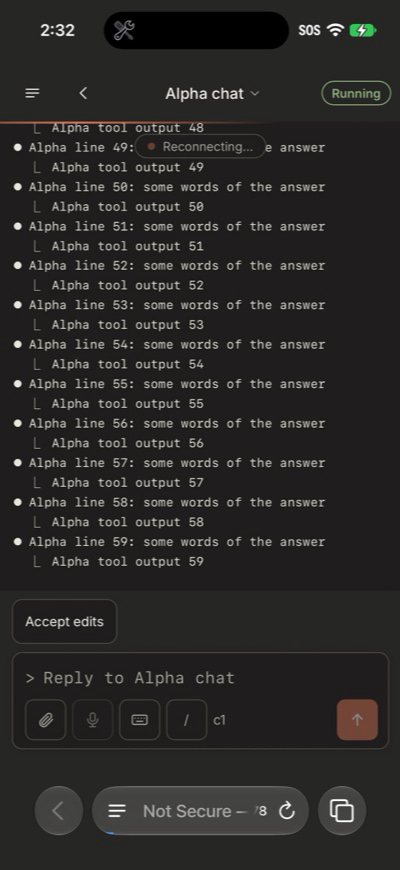 2:32 SOS
Alpha chat Running
└ Alpha tool output 48
● Alpha line 49: e answer
Reconnecting...
└ Alpha tool output 49
● Alpha line 50: some words of the answer
└ Alpha tool output 50
● Alpha line 51: some words of the answer
└ Alpha tool output 51
● Alpha line 52: some words of the answer
└ Alpha tool output 52
● Alpha line 53: some words of the answer
└ Alpha tool output 53
● Alpha line 54: some words of the answer
└ Alpha tool output 54
● Alpha line 55: some words of the answer
└ Alpha tool output 55
● Alpha line 56: some words of the answer
└ Alpha tool output 56
● Alpha line 57: some words of the answer
└ Alpha tool output 57
● Alpha line 58: some words of the answer
└ Alpha tool output 58
● Alpha line 59: some words of the answer
└ Alpha tool output 59
Accept edits
> Reply to Alpha chat
/ c1
Not Secure — 8